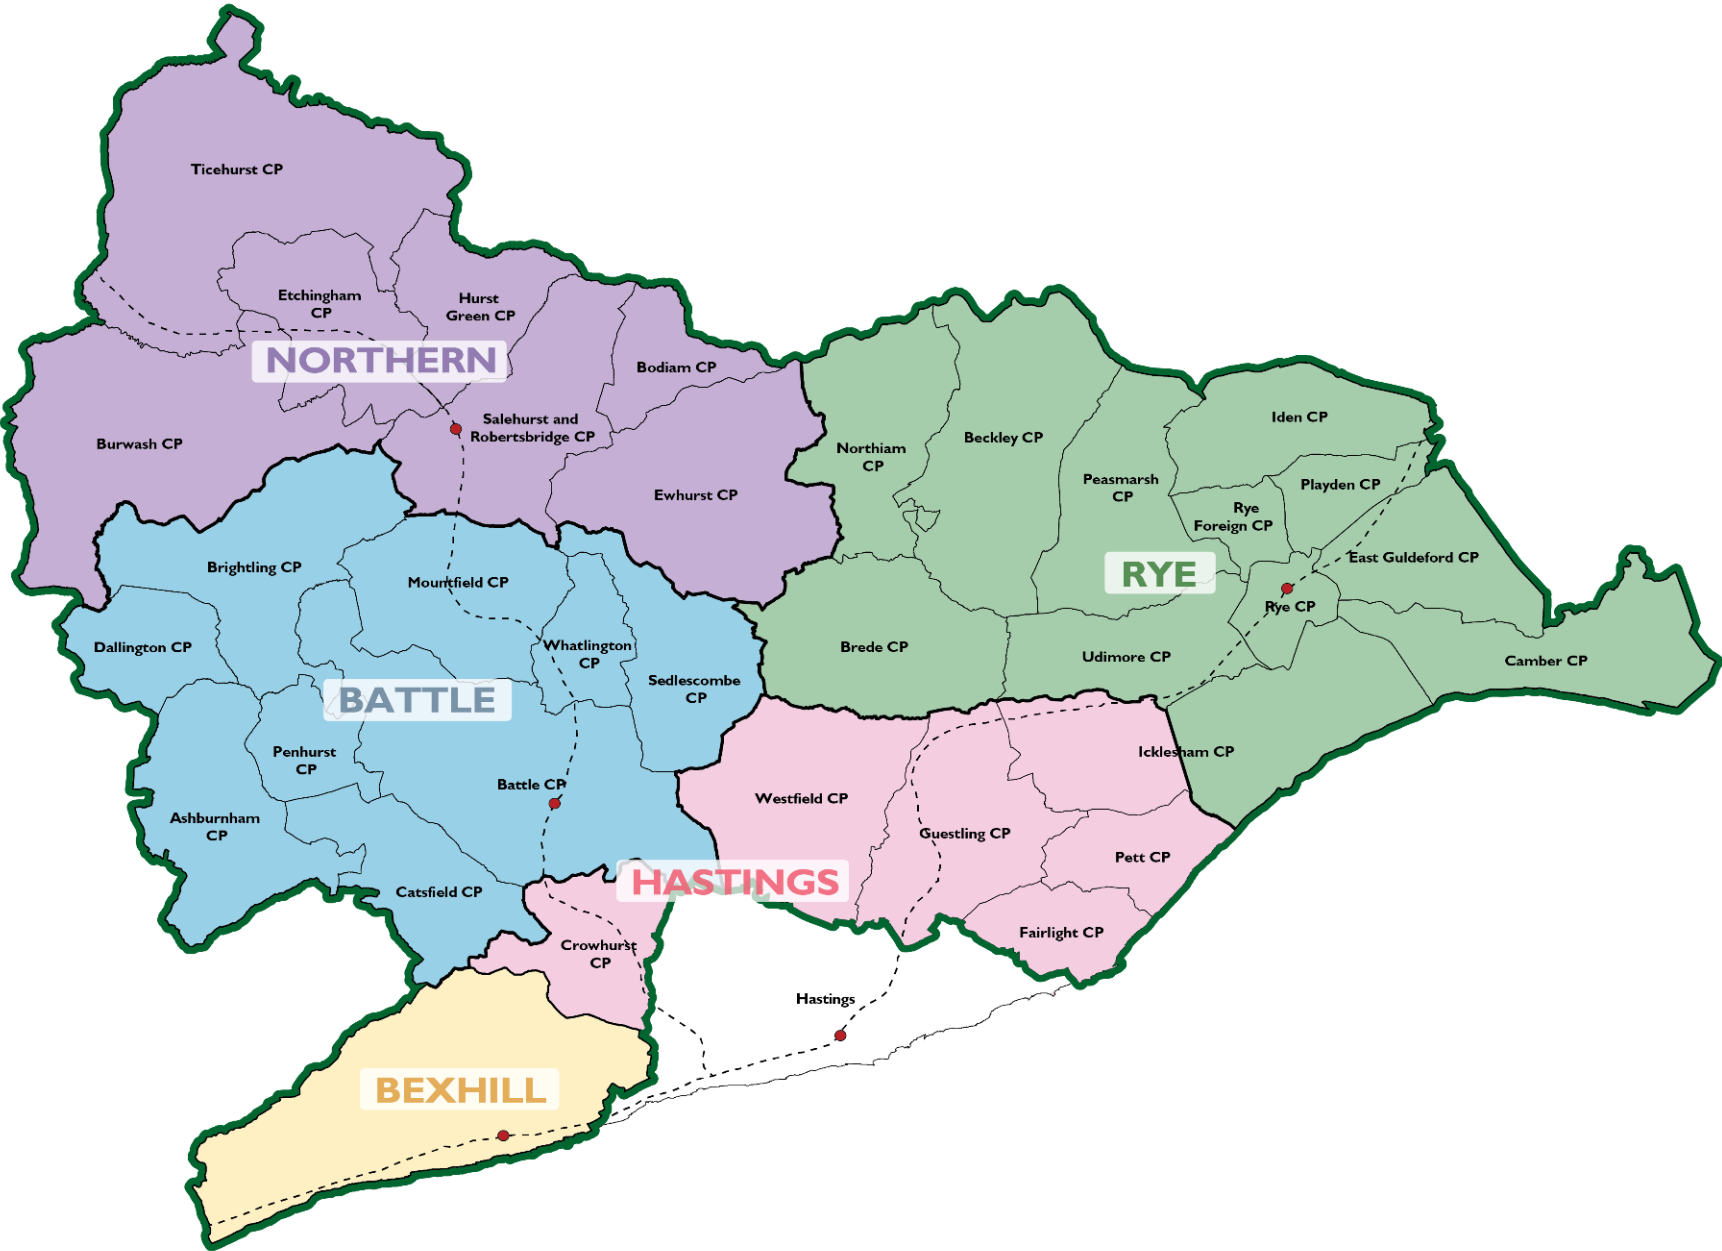 Ticehurst CP
Etchingham
CP
Hurst
Green CP
NORTHERN
Bodiam CP
Burwash CP
Salehurst and
Robertsbridge CP
Ewhurst CP
Northiam
CP
Beckley CP
Peasmarsh
CP
Iden CP
Playden CP
Rye
Foreign CP
East Guldeford CP
RYE
Rye CP
Brede CP
Udimore CP
Camber CP
Icklesham CP
Brightling CP
Mountfield CP
Dallington CP
Whatlington
CP
Sedlescombe
CP
BATTLE
Penhurst
CP
Battle CP
Ashburnham
CP
Catsfield CP
Westfield CP
Guestling CP
Pett CP
HASTINGS
Fairlight CP
Crowhurst
CP
Hastings
BEXHILL